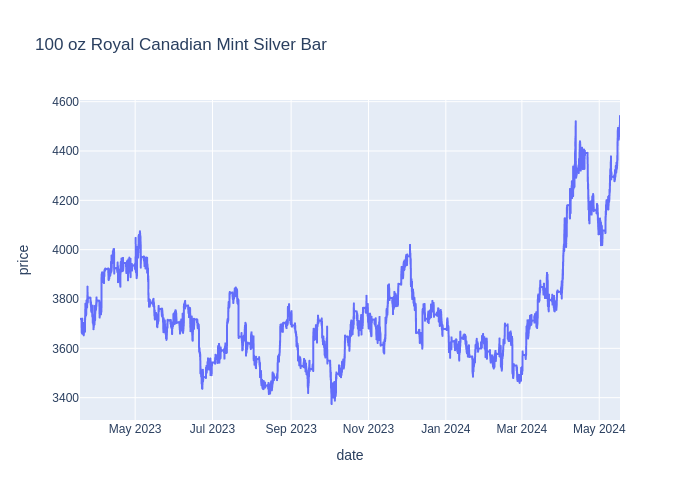 100 oz Royal Canadian Mint Silver Bar
4600
4400
4200
4000
3800
3600
3400
price
May 2023 Jul 2023 Sep 2023 Nov 2023 Jan 2024 Mar 2024 May 2024
date